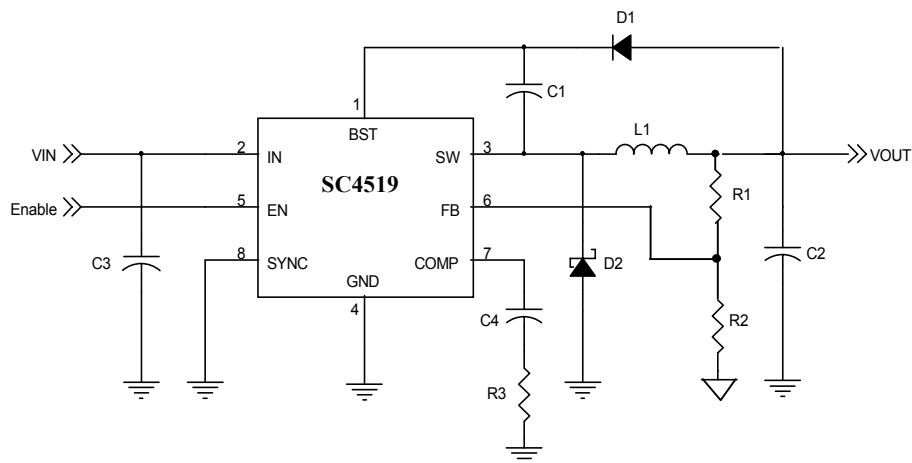 D1
C1
1
BST
L1
VIN
2
IN
SW
3
VOUT
SC4519
R1
Enable
5
EN
FB
6
8
SYNC
COMP
7
C3
D2
C2
GND
4
C4
R2
R3